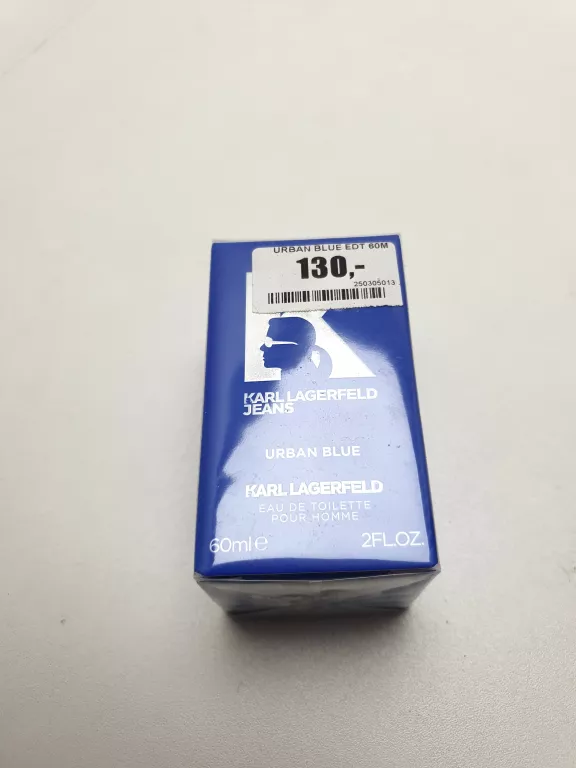 URBAN BLUE EDT 60M
130,-
250305013
KARL LAGERFELD
JEANS
URBAN BLUE
KARL LAGERFELD
EAU DE TOILETTE
POUR HOMME
60ml e
2FL.OZ.